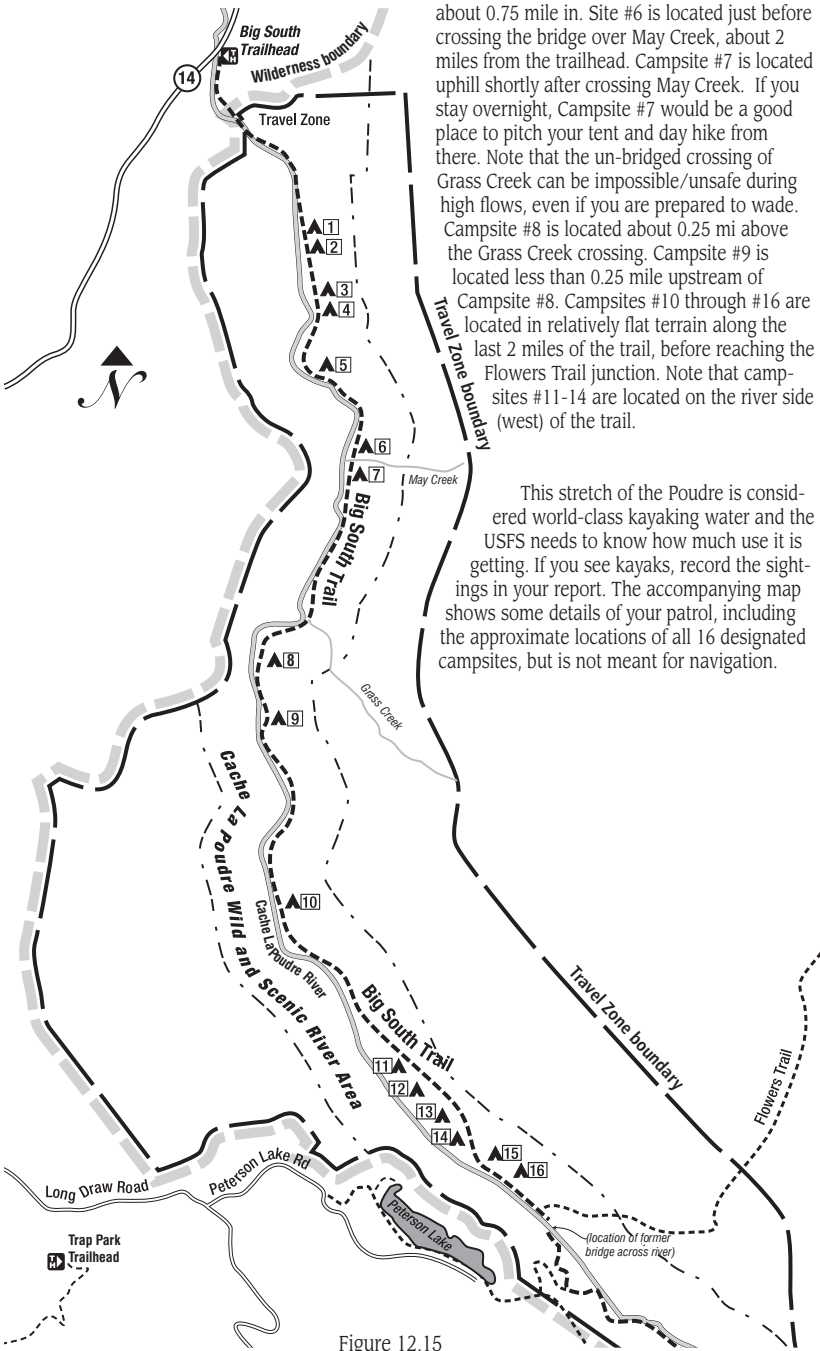 about 0.75 mile in. Site #6 is located just before
crossing the bridge over May Creek, about 2
miles from the trailhead. Campsite #7 is located
uphill shortly after crossing May Creek.  If you
stay overnight, Campsite #7 would be a good
place to pitch your tent and day hike from
there. Note that the un-bridged crossing of
Grass Creek can be impossible/unsafe during
high flows, even if you are prepared to wade.
Campsite #8 is located about 0.25 mi above
the Grass Creek crossing. Campsite #9 is
located less than 0.25 mile upstream of
Campsite #8. Campsites #10 through #16 are
located in relatively flat terrain along the
last 2 miles of the trail, before reaching the
Flowers Trail junction. Note that camp-
sites #11-14 are located on the river side
(west) of the trail.
This stretch of the Poudre is consid-
ered world-class kayaking water and the
USFS needs to know how much use it is
getting. If you see kayaks, record the sight-
ings in your report. The accompanying map
shows some details of your patrol, including
the approximate locations of all 16 designated
campsites, but is not meant for navigation.
Big South
Trailhead
TH
14
Wilderness boundary
Travel Zone
1
2
3
4
5
N
Travel Zone boundary
6
7
May Creek
Big South Trail
8
9
Grass Creek
Cache La Poudre Wild and Scenic River Area
10
Cache La Poudre River
Big South Trail
11
12
13
14
15
16
Travel Zone boundary
Flowers Trail
(location of former
bridge across river)
Long Draw Road
Peterson Lake Rd
Peterson Lake
Trap Park
Trailhead
TH
Figure 12.15